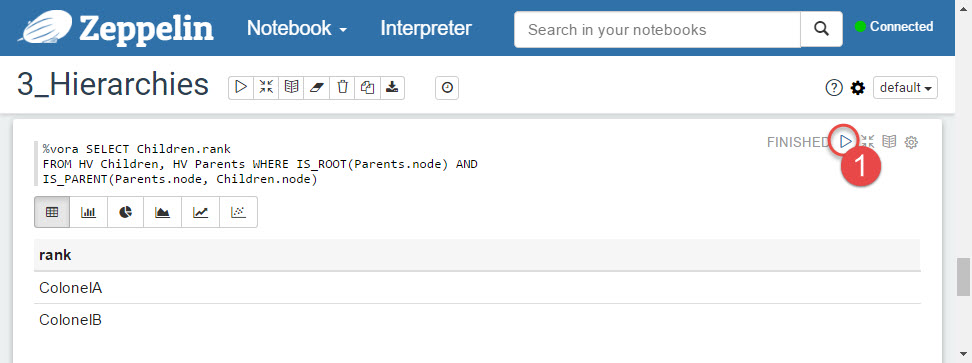 Zeppelin Notebook Interpreter Search in your notebooks Connected
3_Hierarchies default
FINISHED
1
%vora SELECT Children.rank
FROM HV Children, HV Parents WHERE IS_ROOT(Parents.node) AND
IS_PARENT(Parents.node, Children.node)
rank
ColonelA
ColonelB